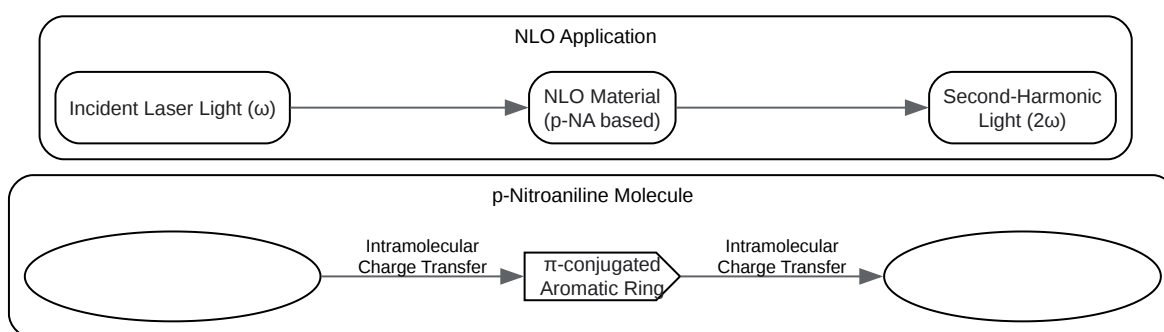 NLO Application
Incident Laser Light (ω)
NLO Material
(p-NA based)
Second-Harmonic
Light (2ω)
p-Nitroaniline Molecule
Intramolecular
Charge Transfer
π-conjugated
Aromatic Ring
Intramolecular
Charge Transfer